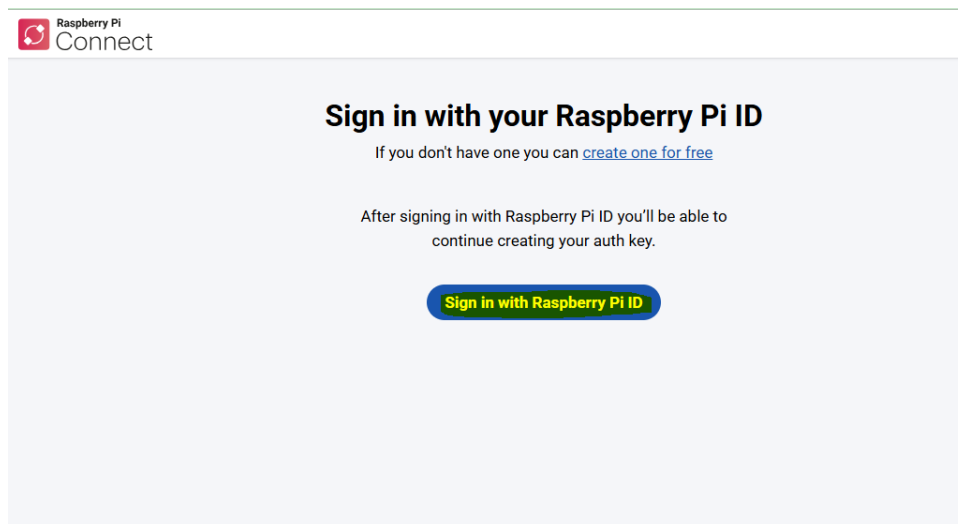 Raspberry Pi
Connect
Sign in with your Raspberry Pi ID
If you don't have one you can create one for free
After signing in with Raspberry Pi ID you’ll be able to
continue creating your auth key.
Sign in with Raspberry Pi ID